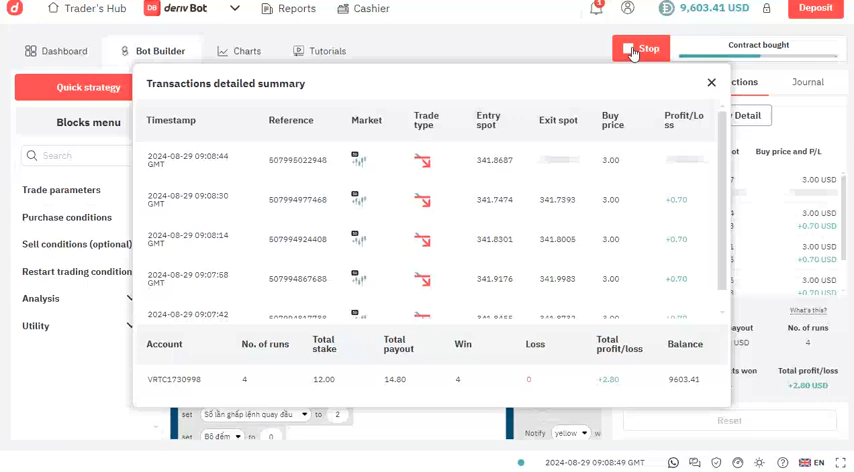 Trader's Hub
DB deriv Bot
Reports
Cashier
1
9,603.41 USD
Deposit
Dashboard
Bot Builder
Charts
Tutorials
Stop
Contract bought
Quick strategy
Blocks menu
Search
Trade parameters
Purchase conditions
Sell conditions (optional)
Restart trading condition
Analysis
Utility
Transactions detailed summary
Timestamp Reference Market Trade type Entry spot Exit spot Buy price Profit/Loss
2024-08-29 09:08:44 GMT 507995022948 341.8687 3.00
2024-08-29 09:08:30 GMT 507994977468 341.7474 341.7393 3.00 +0.70
2024-08-29 09:08:14 GMT 507994924408 341.8301 341.8005 3.00 +0.70
2024-08-29 09:07:58 GMT 507994867688 341.9176 341.9983 3.00 +0.70
2024-08-29 09:07:42
Account No. of runs Total stake Total payout Win Loss Total profit/loss Balance
VRTC1730998 4 12.00 14.80 4 0 +2.80 9603.41
ctions
Journal
Detail
ot Buy price and P/L
3.00 USD
3.00 USD
+0.70 USD
3.00 USD
+0.70 USD
3.00 USD
+0.70 USD
What's this?
ayout No. of runs
USD 4
cts won Total profit/loss
+2.80 USD
Reset
set Số lần ghấp lệnh quay đầu to 2
set Bộ đếm to 0
Notify yellow w
2024-08-29 09:08:49 GMT
EN